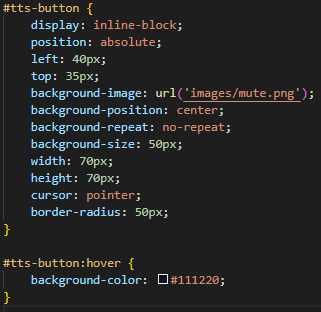 #tts-button {
    display: inline-block;
    position: absolute;
    left: 40px;
    top: 35px;
    background-image: url('images/mute.png');
    background-position: center;
    background-repeat: no-repeat;
    background-size: 50px;
    width: 70px;
    height: 70px;
    cursor: pointer;
    border-radius: 50px;
}

#tts-button:hover {
    background-color: #111220;
}